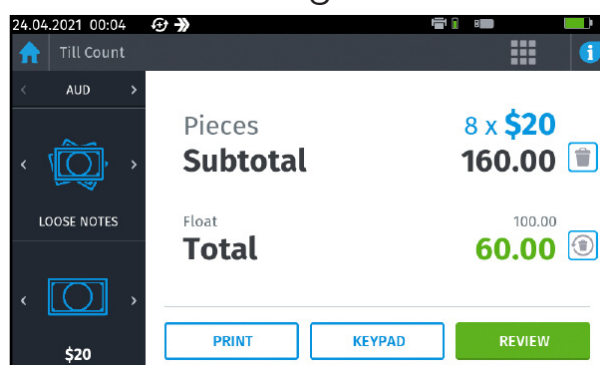 24.04.2021 00:04
Till Count
< AUD >
Pieces 8 x $20
Subtotal 160.00
LOOSE NOTES
Float 100.00
Total 60.00
$20
PRINT KEYPAD REVIEW